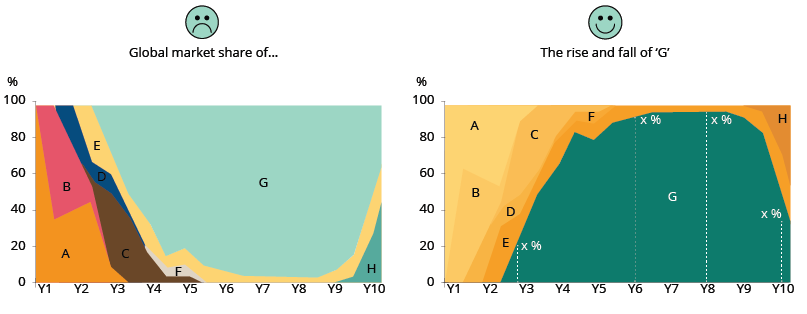 Global market share of...
%
100
80
60
40
20
0
A
B
C
D
E
F
G
H
Y1 Y2 Y3 Y4 Y5 Y6 Y7 Y8 Y9 Y10
The rise and fall of ‘G’
%
100
80
60
40
20
0
A
B
C
D
E
F
G
H
x %
x %
x %
x %
Y1 Y2 Y3 Y4 Y5 Y6 Y7 Y8 Y9 Y10